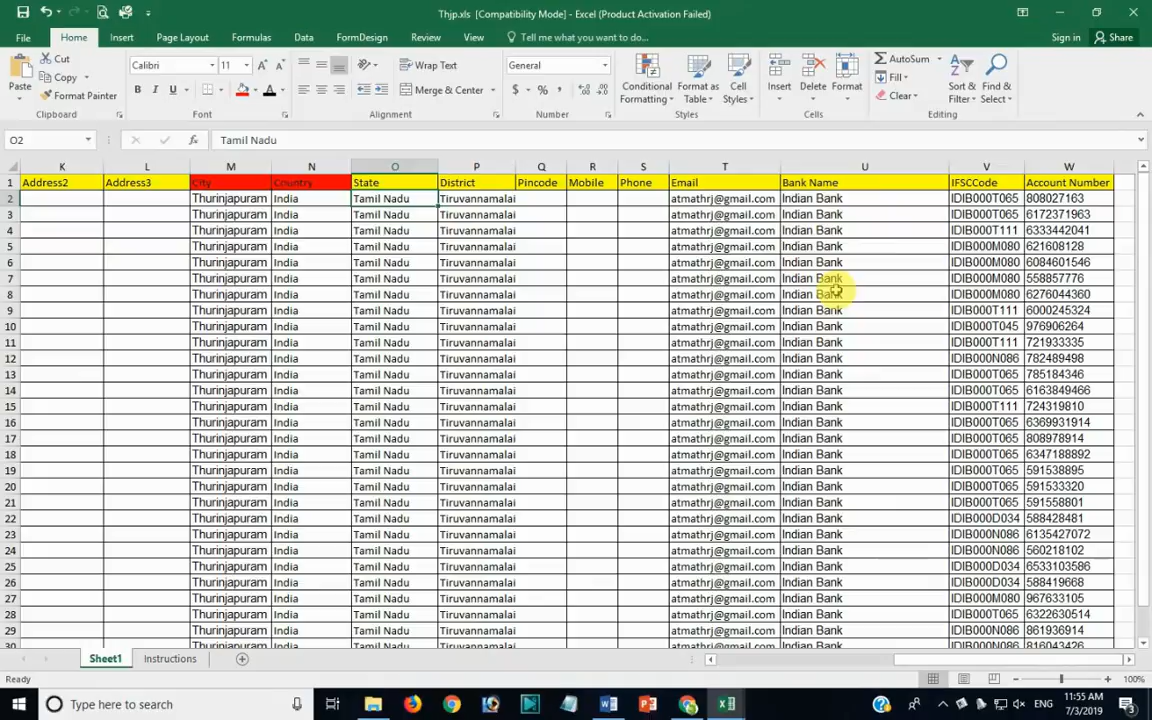 Thjp.xls [Compatibility Mode] - Excel (Product Activation Failed)
File Home Insert Page Layout Formulas Data FormDesign Review View Tell me what you want to do... Sign in Share
Paste Cut Copy Format Painter Clipboard
Calibri 11 B I U A Font
Wrap Text Merge & Center Alignment
General $ % , Number
Conditional Formatting Format as Table Cell Styles Styles
Insert Delete Format Cells
AutoSum Fill Clear Sort & Filter Find & Select Editing
O2 fx Tamil Nadu
K L M N O P Q R S T U V W
1 Address2 Address3 City Country State District Pincode Mobile Phone Email Bank Name IFSCCode Account Number
2 Thurinjapuram India Tamil Nadu Tiruvannamalai atmathrj@gmail.com Indian Bank IDIB000T065 808027163
3 Thurinjapuram India Tamil Nadu Tiruvannamalai atmathrj@gmail.com Indian Bank IDIB000T065 6172371963
4 Thurinjapuram India Tamil Nadu Tiruvannamalai atmathrj@gmail.com Indian Bank IDIB000T111 6333442041
5 Thurinjapuram India Tamil Nadu Tiruvannamalai atmathrj@gmail.com Indian Bank IDIB000M080 621608128
6 Thurinjapuram India Tamil Nadu Tiruvannamalai atmathrj@gmail.com Indian Bank IDIB000M080 6084601546
7 Thurinjapuram India Tamil Nadu Tiruvannamalai atmathrj@gmail.com Indian Bank IDIB000M080 558857776
8 Thurinjapuram India Tamil Nadu Tiruvannamalai atmathrj@gmail.com Indian Bank IDIB000M080 6276044360
9 Thurinjapuram India Tamil Nadu Tiruvannamalai atmathrj@gmail.com Indian Bank IDIB000T111 6000245324
10 Thurinjapuram India Tamil Nadu Tiruvannamalai atmathrj@gmail.com Indian Bank IDIB000T045 976906264
11 Thurinjapuram India Tamil Nadu Tiruvannamalai atmathrj@gmail.com Indian Bank IDIB000T111 721933335
12 Thurinjapuram India Tamil Nadu Tiruvannamalai atmathrj@gmail.com Indian Bank IDIB000N086 782489498
13 Thurinjapuram India Tamil Nadu Tiruvannamalai atmathrj@gmail.com Indian Bank IDIB000T065 785184346
14 Thurinjapuram India Tamil Nadu Tiruvannamalai atmathrj@gmail.com Indian Bank IDIB000T065 6163849466
15 Thurinjapuram India Tamil Nadu Tiruvannamalai atmathrj@gmail.com Indian Bank IDIB000T111 724319810
16 Thurinjapuram India Tamil Nadu Tiruvannamalai atmathrj@gmail.com Indian Bank IDIB000T065 6369931914
17 Thurinjapuram India Tamil Nadu Tiruvannamalai atmathrj@gmail.com Indian Bank IDIB000T065 808978914
18 Thurinjapuram India Tamil Nadu Tiruvannamalai atmathrj@gmail.com Indian Bank IDIB000T065 6347188892
19 Thurinjapuram India Tamil Nadu Tiruvannamalai atmathrj@gmail.com Indian Bank IDIB000T065 591538895
20 Thurinjapuram India Tamil Nadu Tiruvannamalai atmathrj@gmail.com Indian Bank IDIB000T065 591533320
21 Thurinjapuram India Tamil Nadu Tiruvannamalai atmathrj@gmail.com Indian Bank IDIB000T065 591558801
22 Thurinjapuram India Tamil Nadu Tiruvannamalai atmathrj@gmail.com Indian Bank IDIB000D034 588428481
23 Thurinjapuram India Tamil Nadu Tiruvannamalai atmathrj@gmail.com Indian Bank IDIB000N086 6135427072
24 Thurinjapuram India Tamil Nadu Tiruvannamalai atmathrj@gmail.com Indian Bank IDIB000N086 560218102
25 Thurinjapuram India Tamil Nadu Tiruvannamalai atmathrj@gmail.com Indian Bank IDIB000D034 6533103586
26 Thurinjapuram India Tamil Nadu Tiruvannamalai atmathrj@gmail.com Indian Bank IDIB000D034 588419668
27 Thurinjapuram India Tamil Nadu Tiruvannamalai atmathrj@gmail.com Indian Bank IDIB000M080 967633105
28 Thurinjapuram India Tamil Nadu Tiruvannamalai atmathrj@gmail.com Indian Bank IDIB000T065 6322630514
29 Thurinjapuram India Tamil Nadu Tiruvannamalai atmathrj@gmail.com Indian Bank IDIB000N086 861936914
30 Thurinjapuram India Tamil Nadu Tiruvannamalai atmathrj@gmail.com Indian Bank IDIB000N086 816043049
Sheet1 Instructions
Ready 100%
Type here to search ENG 11:55 AM
7/3/2019 3